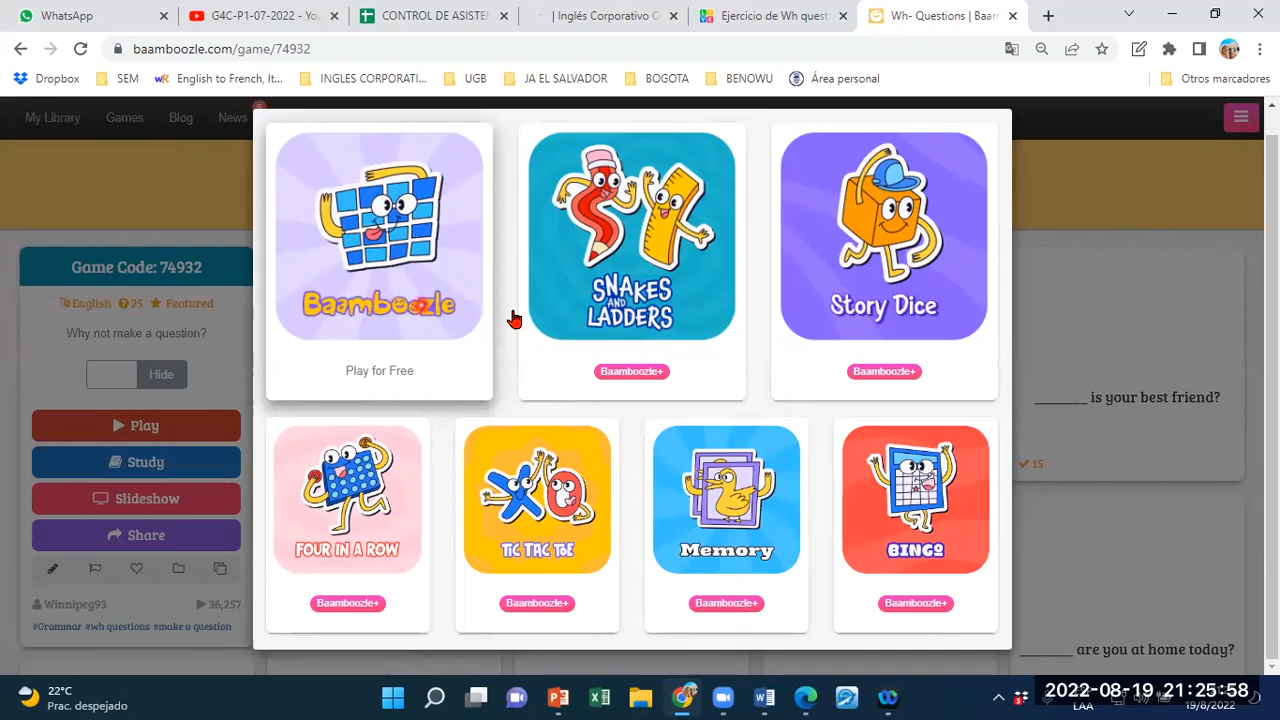 WhatsApp
G4C-P1-07-2022 - Yo
CONTROL DE ASISTEN
Inglés Corporativo C
Ejercicio de Wh quest
Wh- Questions | Baam
baamboozle.com/game/74932
Dropbox
SEM
English to French, It...
INGLES CORPORATI...
UGB
JA EL SALVADOR
BOGOTA
BENOWU
Área personal
Otros marcadores
My Library
Games
Blog
News
Game Code: 74932
English
25
Featured
Why not make a question?
Hide
Play
Study
Slideshow
Share
Winnipeg93
36,257
#Grammar #wh questions #make a question
Baamboozle
Play for Free
SNAKES
AND
LADDERS
Baamboozle+
Story Dice
Baamboozle+
FOUR IN A ROW
Baamboozle+
TIC TAC TOE
Baamboozle+
Memory
Baamboozle+
BINGO
Baamboozle+
_______ is your best friend?
15
_______ are you at home today?
22°C
Prac. despejado
LAA
2022-08-19 21:25:58
19/8/2022